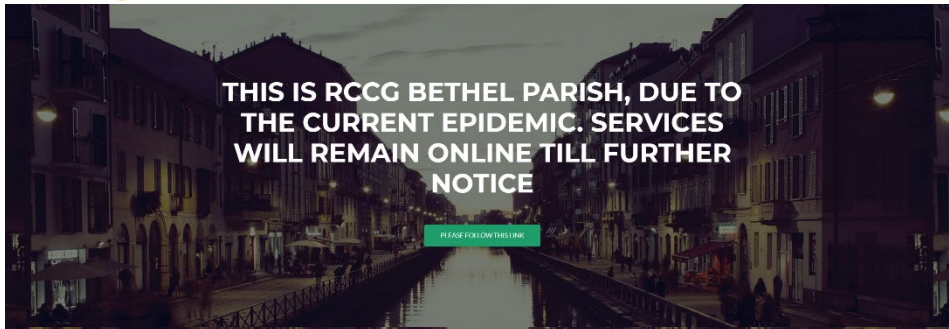 THIS IS RCCG BETHEL PARISH, DUE TO
THE CURRENT EPIDEMIC. SERVICES
WILL REMAIN ONLINE TILL FURTHER
NOTICE
PLEASE FOLLOW THIS LINK